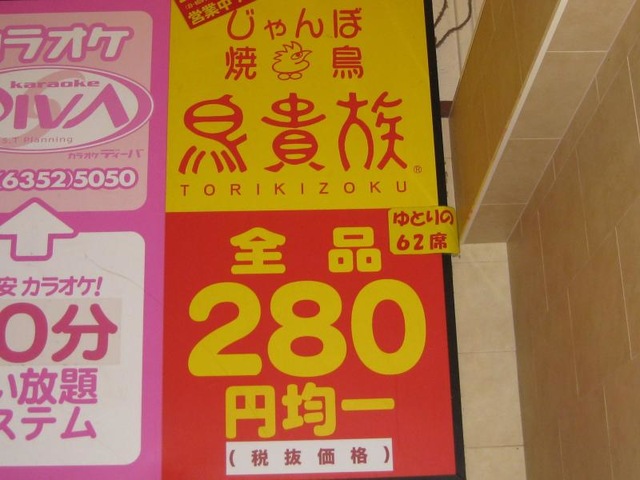 カラオケ
karaoke
DIVA
S.T.Planning
カラオケ ディーバ
(6352)5050
安 カラオケ!
0分
い放題
ステム
営業中
じゃんぼ
焼 鳥
鳥貴族®
TORIKIZOKU
ゆとりの
62席
全 品
280
円均一
(税抜価格)